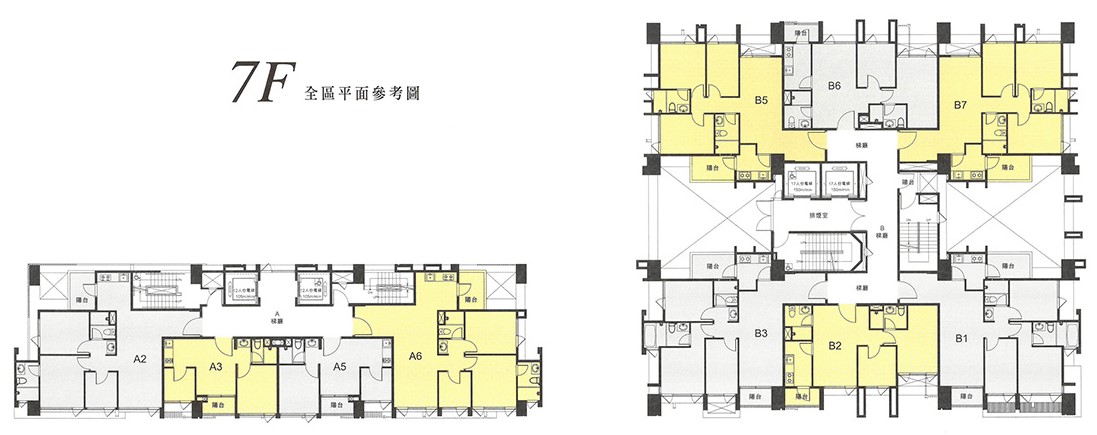 7F 全區平面參考圖
陽台
B5
B6
B7
陽台
梯廳
陽台
17人份電梯
17人份電梯
陽台
排煙室
B
梯廳
陽台
陽台
梯廳
B3
B2
B1
陽台
陽台
陽台
陽台
12人份電梯
105m/min
12人份電梯
105m/min
陽台
A
梯廳
A2
A3
A5
A6
陽台
陽台